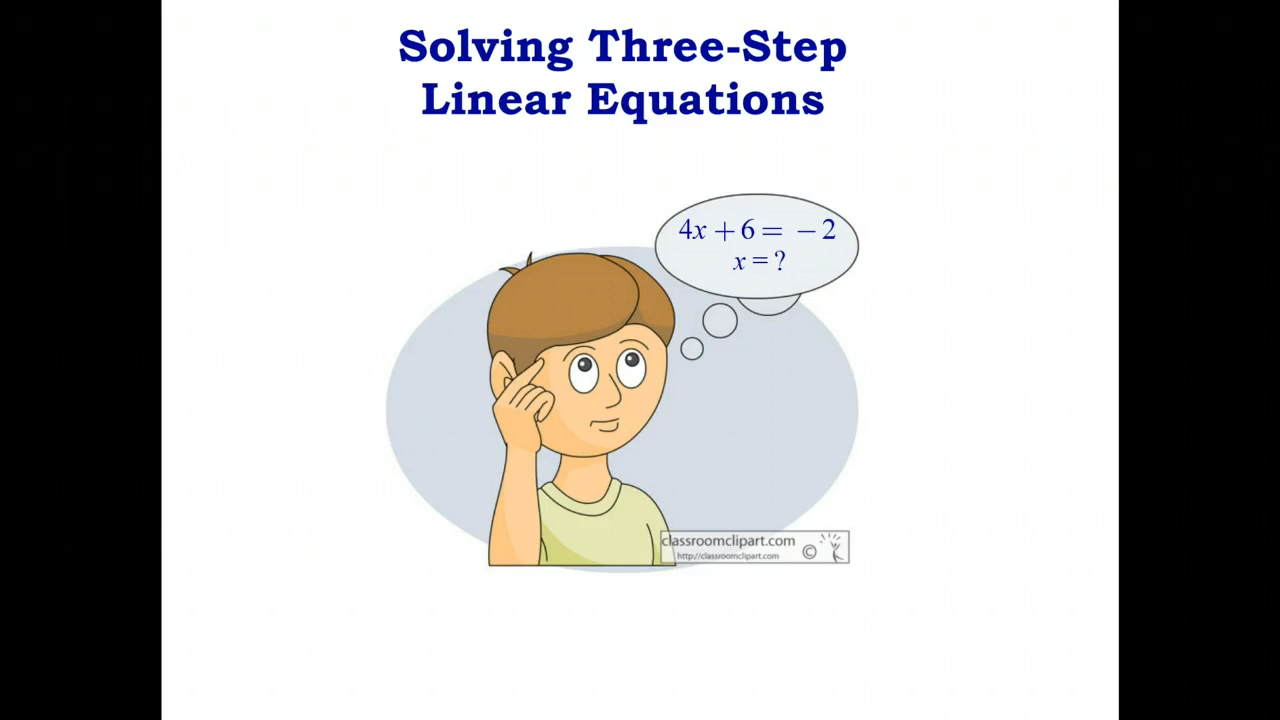 Solving Three-Step
Linear Equations
4x + 6 = − 2
x = ?
classroomclipart.com
http://classroomclipart.com ©